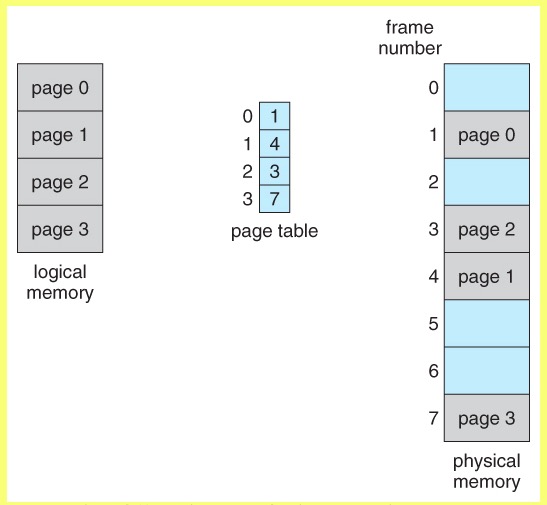 page 0
page 1
page 2
page 3
logical
memory
0 1
1 4
2 3
3 7
page table
frame
number
0
1 page 0
2
3 page 2
4 page 1
5
6
7 page 3
physical
memory